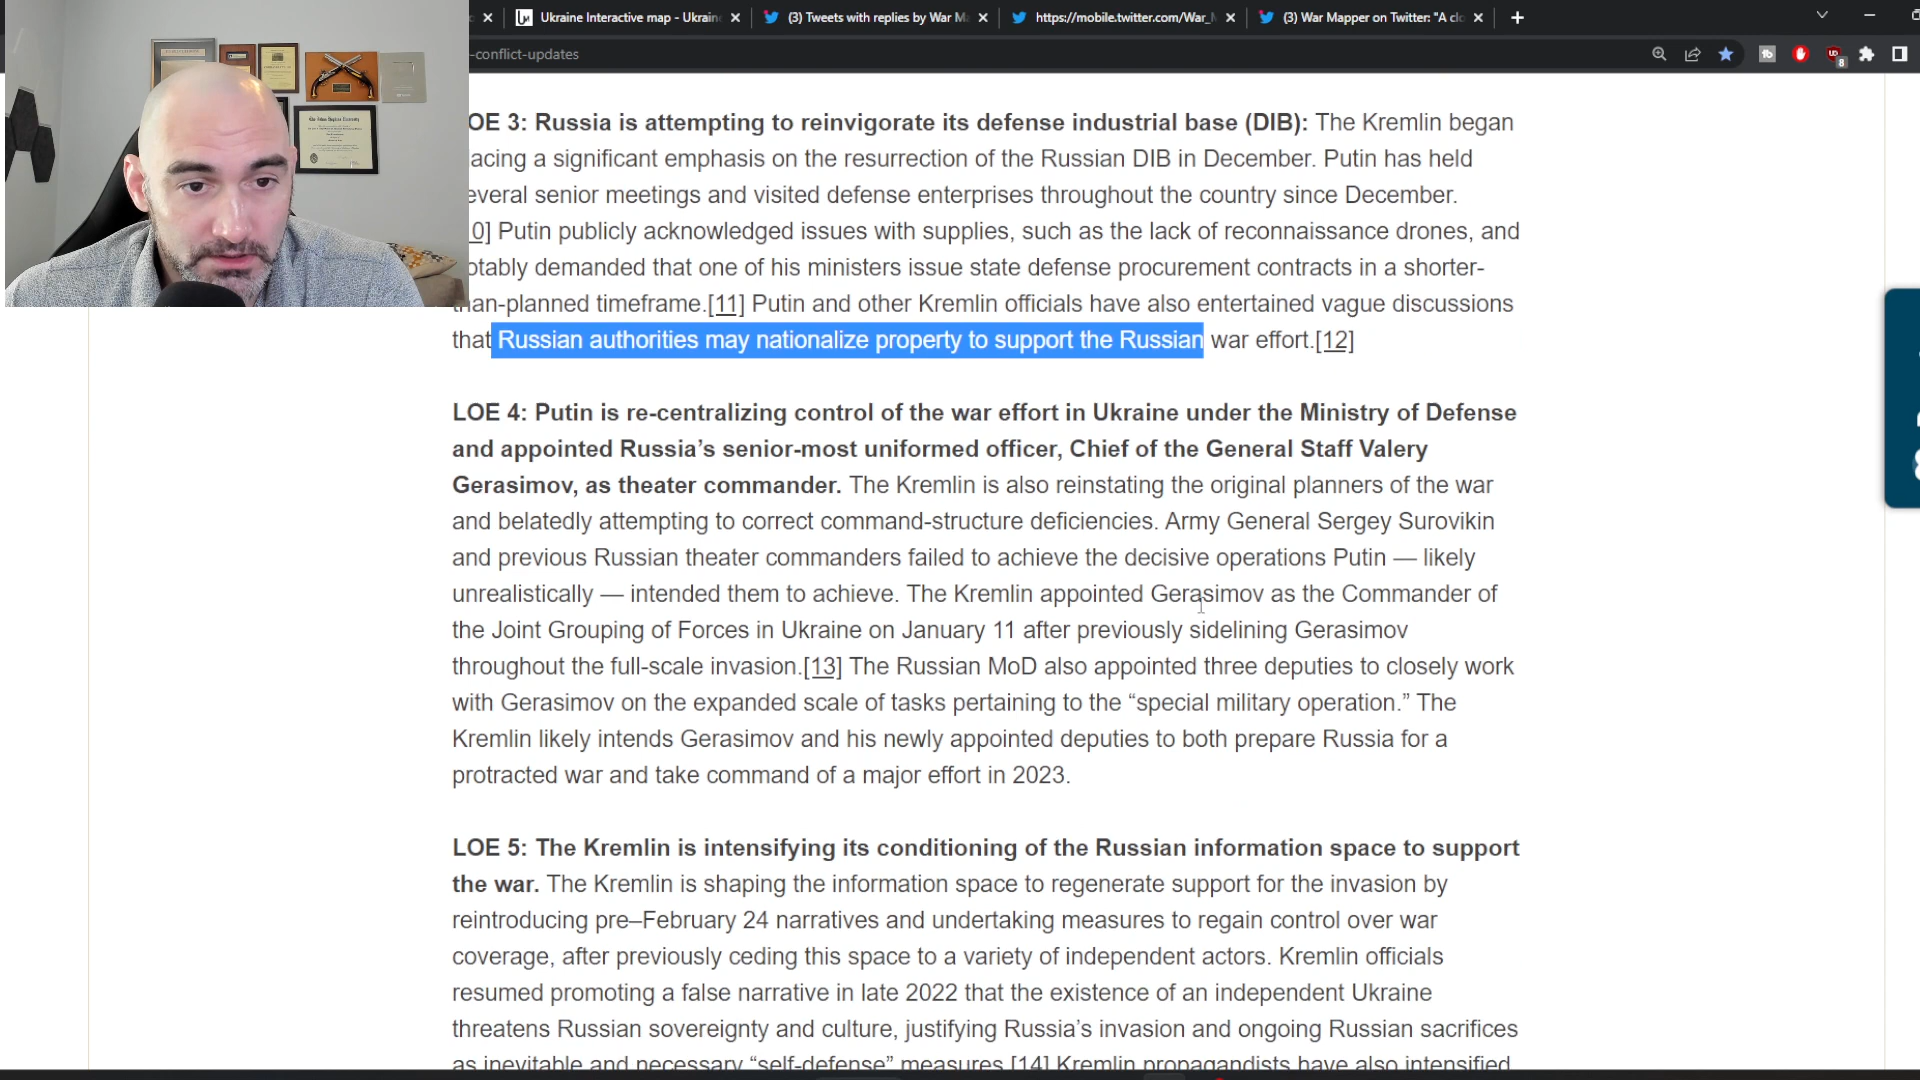 Ukraine Interactive map - Ukrain
(3) Tweets with replies by War Ma
https://mobile.twitter.com/War_M
(3) War Mapper on Twitter: "A clo
-conflict-updates
8
OE 3: Russia is attempting to reinvigorate its defense industrial base (DIB): The Kremlin began
lacing a significant emphasis on the resurrection of the Russian DIB in December. Putin has held
everal senior meetings and visited defense enterprises throughout the country since December.
0] Putin publicly acknowledged issues with supplies, such as the lack of reconnaissance drones, and
otably demanded that one of his ministers issue state defense procurement contracts in a shorter-
han-planned timeframe.[11] Putin and other Kremlin officials have also entertained vague discussions
that Russian authorities may nationalize property to support the Russian war effort.[12]
LOE 4: Putin is re-centralizing control of the war effort in Ukraine under the Ministry of Defense
and appointed Russia’s senior-most uniformed officer, Chief of the General Staff Valery
Gerasimov, as theater commander. The Kremlin is also reinstating the original planners of the war
and belatedly attempting to correct command-structure deficiencies. Army General Sergey Surovikin
and previous Russian theater commanders failed to achieve the decisive operations Putin — likely
unrealistically — intended them to achieve. The Kremlin appointed Gerasimov as the Commander of
the Joint Grouping of Forces in Ukraine on January 11 after previously sidelining Gerasimov
throughout the full-scale invasion.[13] The Russian MoD also appointed three deputies to closely work
with Gerasimov on the expanded scale of tasks pertaining to the “special military operation.” The
Kremlin likely intends Gerasimov and his newly appointed deputies to both prepare Russia for a
protracted war and take command of a major effort in 2023.
LOE 5: The Kremlin is intensifying its conditioning of the Russian information space to support
the war. The Kremlin is shaping the information space to regenerate support for the invasion by
reintroducing pre–February 24 narratives and undertaking measures to regain control over war
coverage, after previously ceding this space to a variety of independent actors. Kremlin officials
resumed promoting a false narrative in late 2022 that the existence of an independent Ukraine
threatens Russian sovereignty and culture, justifying Russia’s invasion and ongoing Russian sacrifices
as inevitable and necessary “self-defense” measures.[14] Kremlin propagandists have also intensified